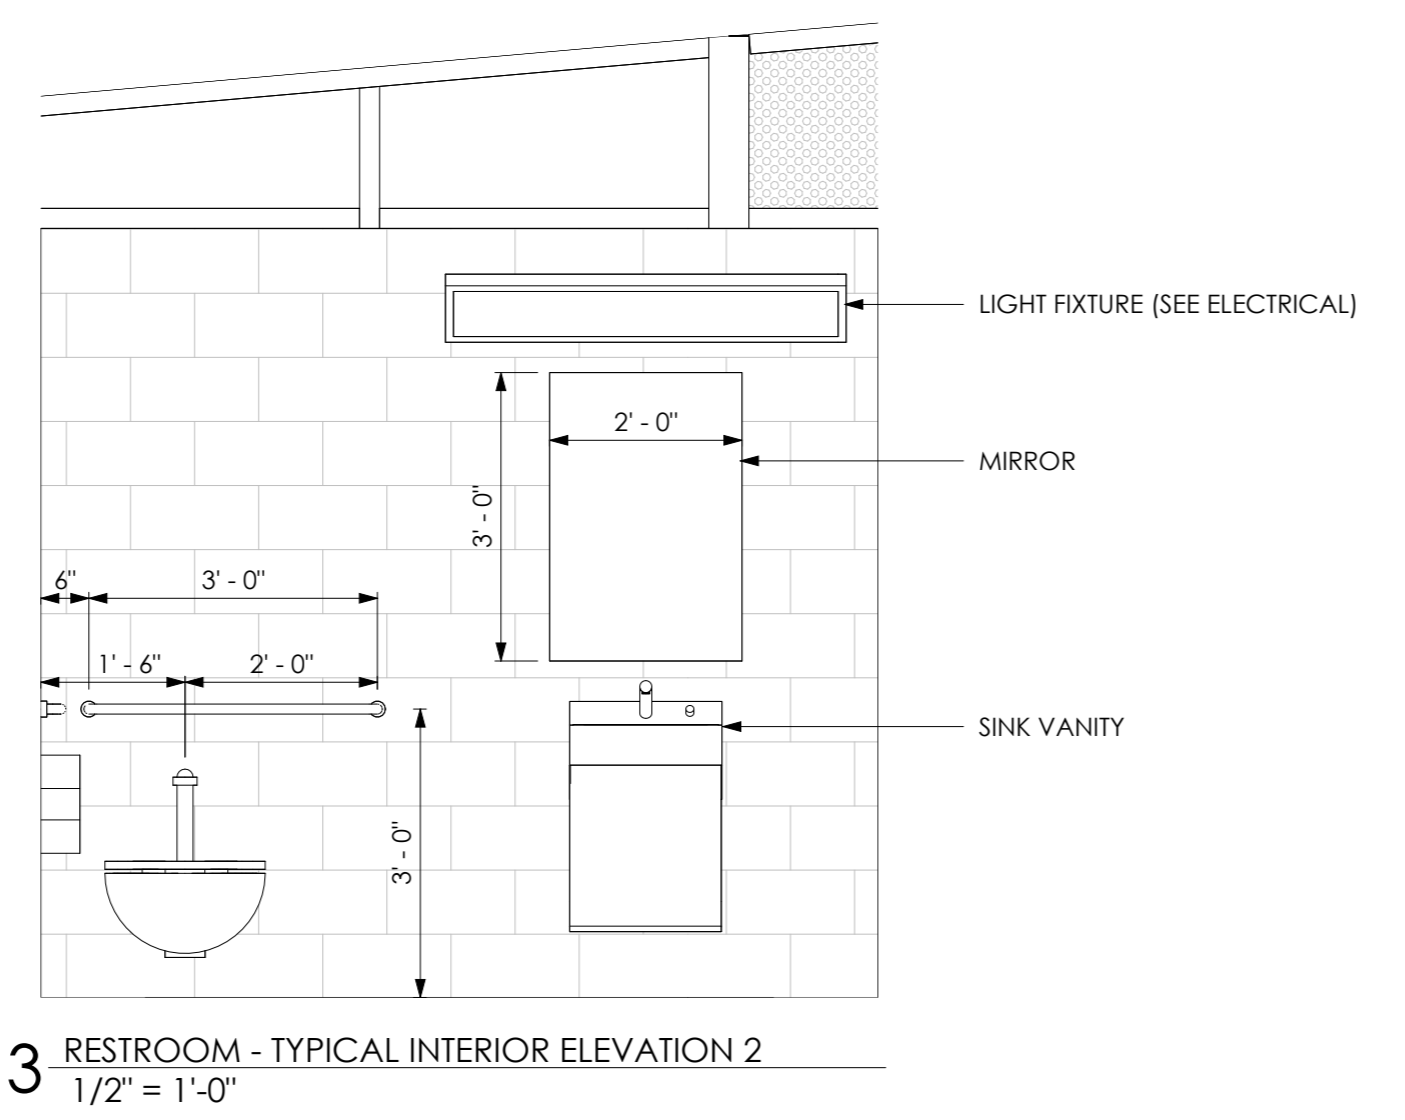 LIGHT FIXTURE (SEE ELECTRICAL)
2' - 0"
MIRROR
3' - 0"
6"
3' - 0"
1' - 6"
2' - 0"
SINK VANITY
3' - 0"
3
RESTROOM - TYPICAL INTERIOR ELEVATION 2
1/2" = 1'-0"